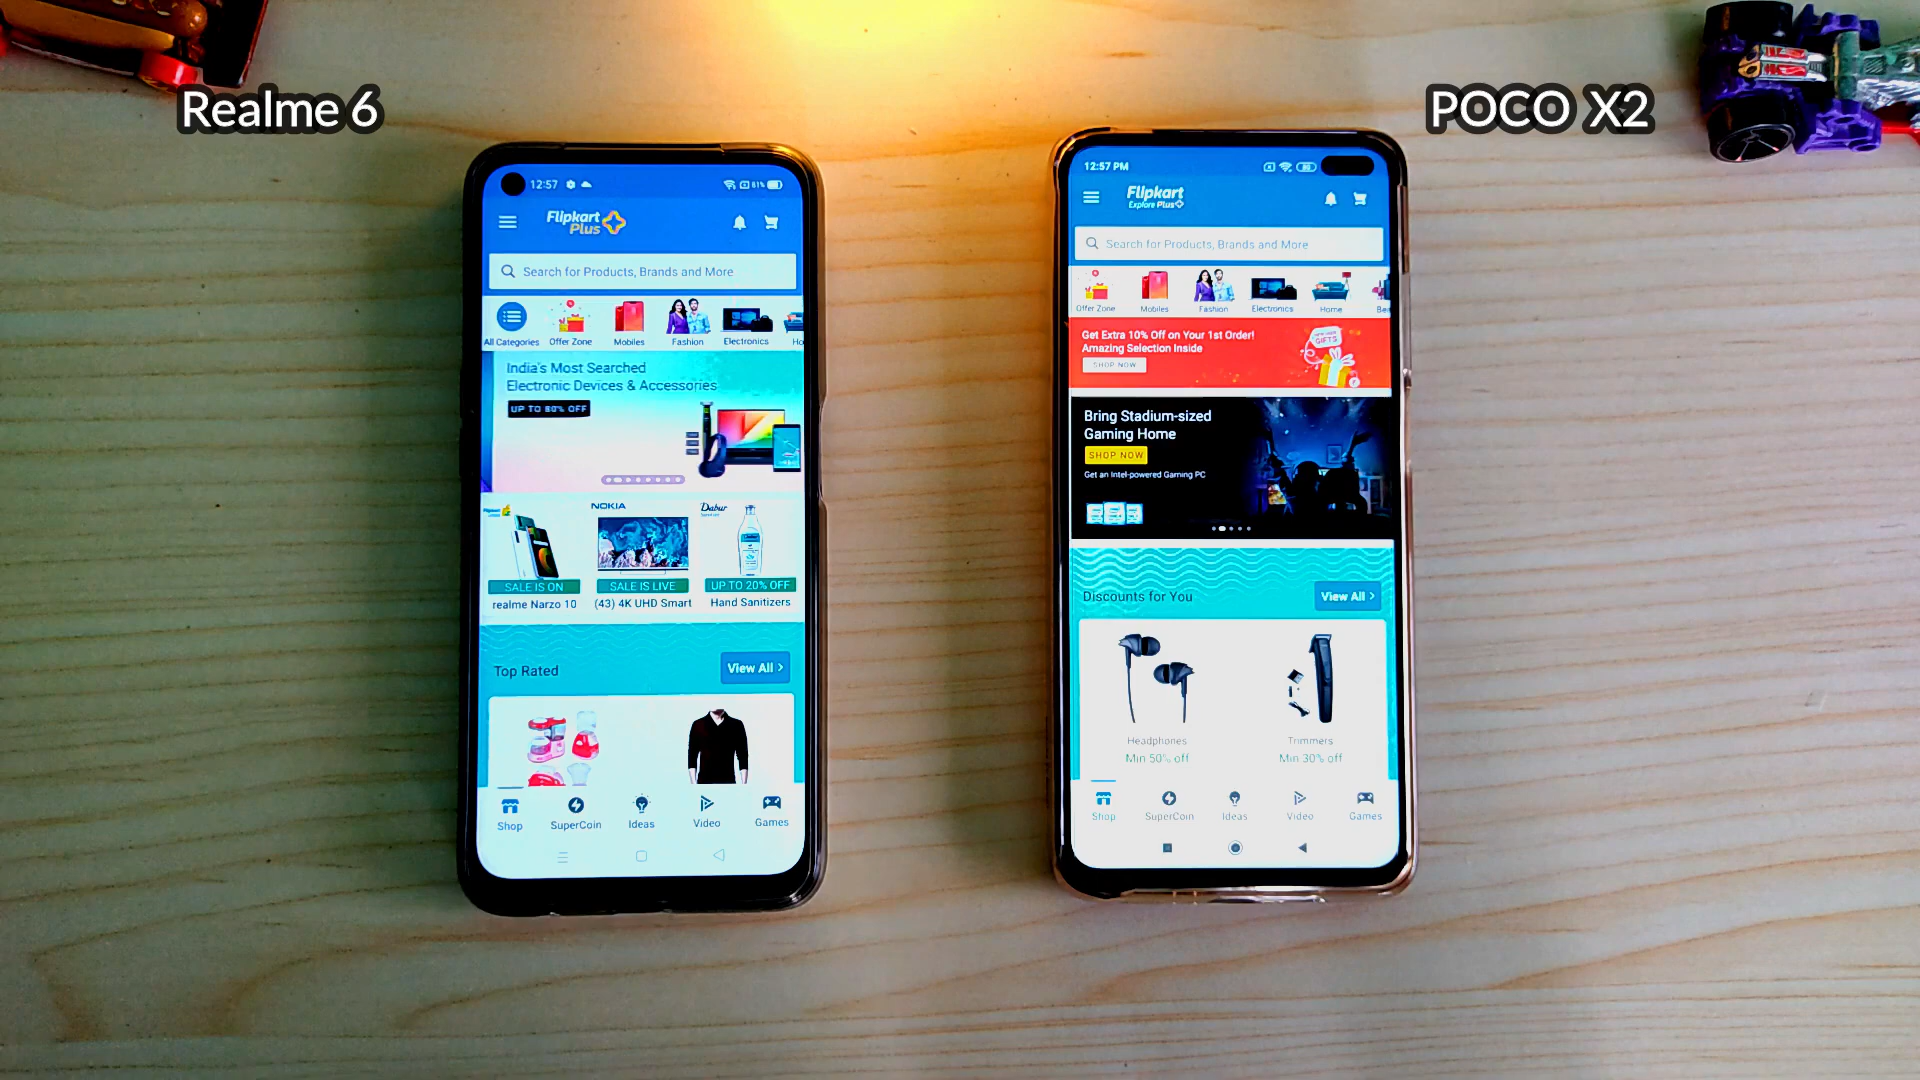 Realme 6
POCO X2
12:57
81%
Flipkart
Plus
Search for Products, Brands and More
All Categories
Offer Zone
Mobiles
Fashion
Electronics
Ho
India's Most Searched
Electronic Devices & Accessories
UP TO 80% OFF
NOKIA
Dabur
SALE IS ON
SALE IS LIVE
UP TO 20% OFF
realme Narzo 10
(43) 4K UHD Smart
Hand Sanitizers
Top Rated
View All >
Shop
SuperCoin
Ideas
Video
Games
12:57 PM
Flipkart
Explore Plus
Search for Products, Brands and More
Offer Zone
Mobiles
Fashion
Electronics
Home
Get Extra 10% Off on Your 1st Order!
Amazing Selection Inside
SHOP NOW
GIFTS
Bring Stadium-sized
Gaming Home
SHOP NOW
Get an Intel-powered Gaming PC
Discounts for You
View All >
Headphones
Trimmers
Min 50% off
Min 30% off
Shop
SuperCoin
Ideas
Video
Games